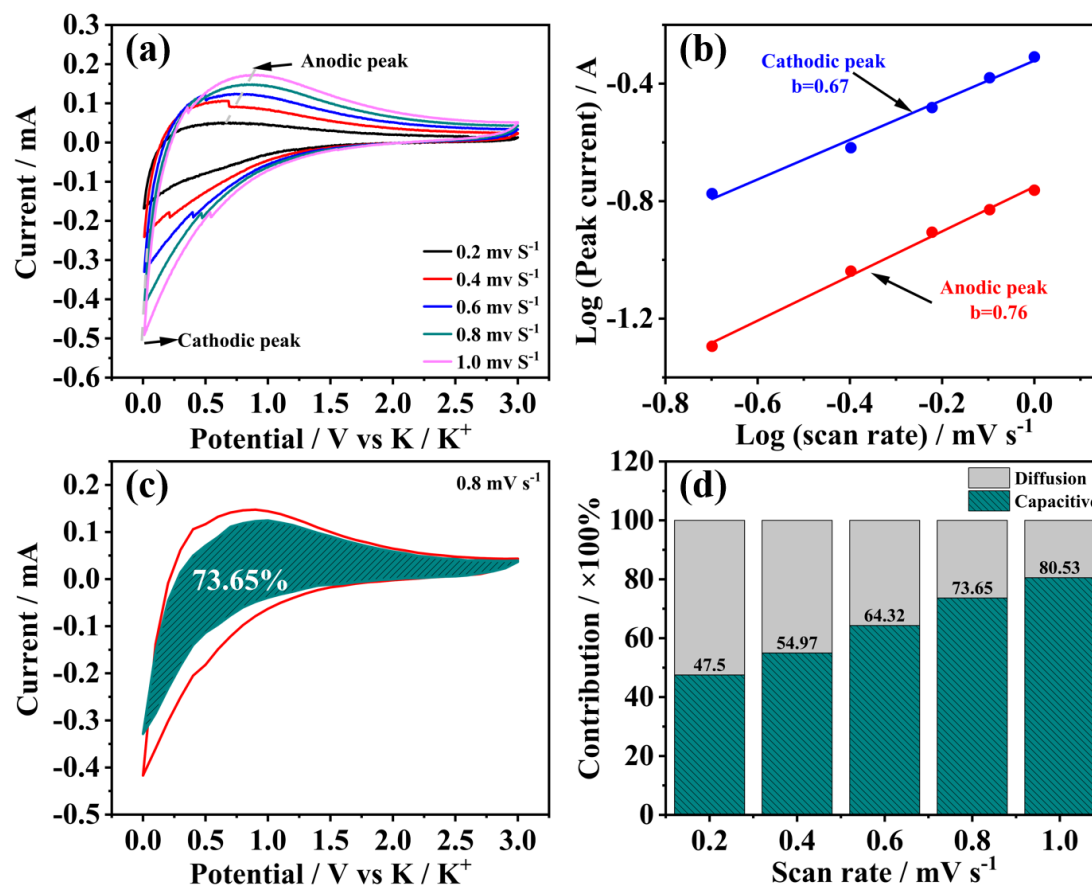 (a)
Anodic peak
Cathodic peak
0.2 mv S⁻¹
0.4 mv S⁻¹
0.6 mv S⁻¹
0.8 mv S⁻¹
1.0 mv S⁻¹
0.3
0.2
0.1
0.0
-0.1
-0.2
-0.3
-0.4
-0.5
-0.6
Current / mA
0.0 0.5 1.0 1.5 2.0 2.5 3.0
Potential / V vs K / K⁺
(b)
Cathodic peak
b=0.67
Anodic peak
b=0.76
-0.4
-0.8
-1.2
Log (Peak current) / A
-0.8 -0.6 -0.4 -0.2 0.0
Log (scan rate) / mV s⁻¹
(c)
0.8 mV s⁻¹
73.65%
0.2
0.1
0.0
-0.1
-0.2
-0.3
-0.4
-0.5
Current / mA
0.0 0.5 1.0 1.5 2.0 2.5 3.0
Potential / V vs K / K⁺
(d)
Diffusion
Capacitive
120
100
80
60
40
20
0
Contribution / ×100%
47.5
54.97
64.32
73.65
80.53
0.2 0.4 0.6 0.8 1.0
Scan rate / mV s⁻¹